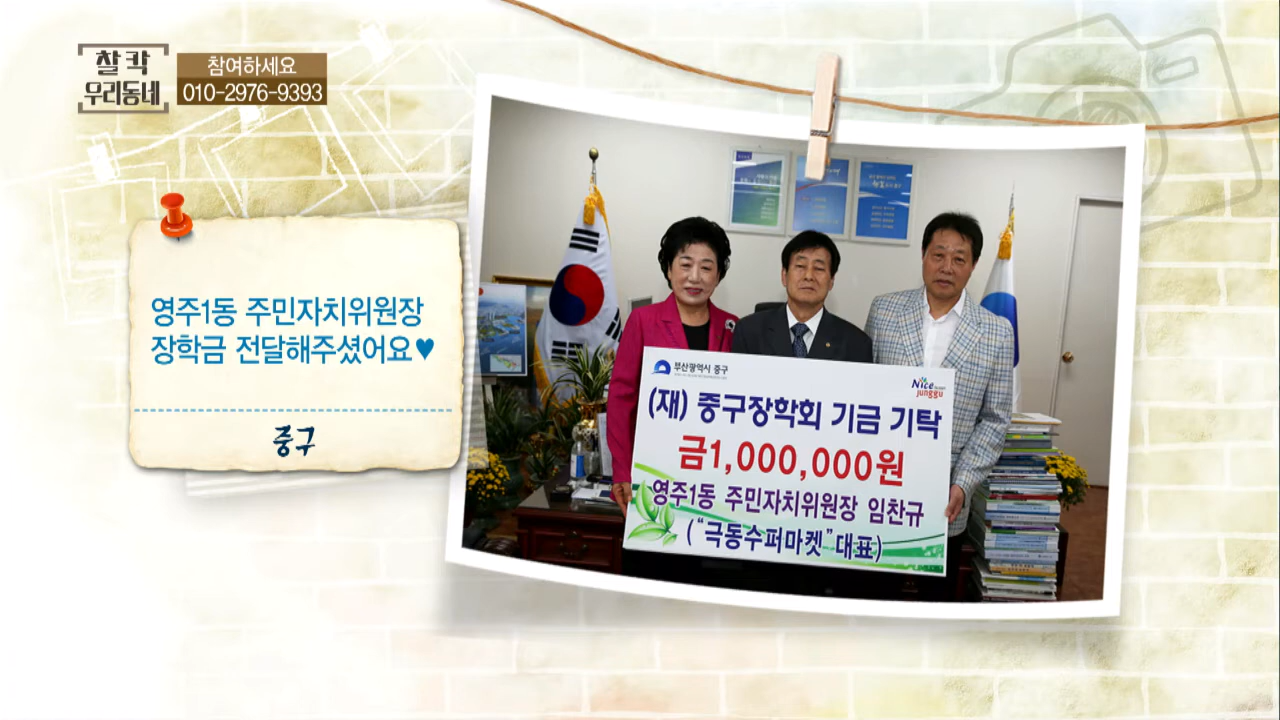 찰칵
우리동네
참여하세요
010-2976-9393
영주1동 주민자치위원장
장학금 전달해주셨어요♥
중구
부산광역시 중구
Nice
junggu
(재) 중구장학회 기금 기탁
금1,000,000원
영주1동 주민자치위원장 임찬규
("극동수퍼마켓"대표)